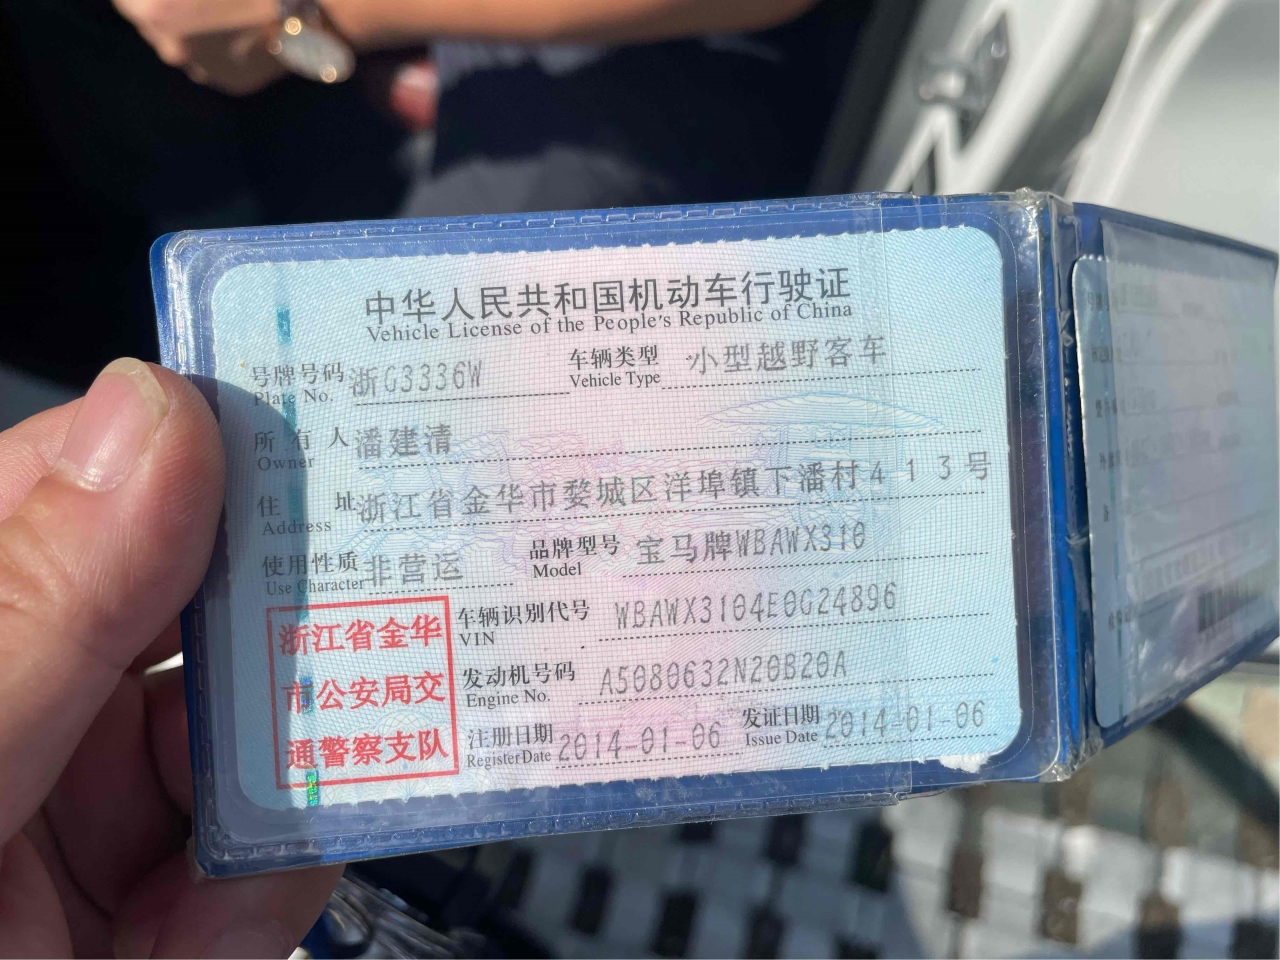 中华人民共和国机动车行驶证
Vehicle License of the People's Republic of China
号牌号码 浙G3336W 车辆类型 小型越野客车
Plate No. Vehicle Type
所有人 潘建清
Owner
住址 浙江省金华市婺城区洋埠镇下潘村413号
Address
使用性质 非营运 品牌型号 宝马牌WBAWX310
Use Character Model
车辆识别代号 WBAWX3104E0G24896
VIN
发动机号码 A5080632N20B20A
Engine No.
注册日期 2014-01-06 发证日期 2014-01-06
Register Date Issue Date
浙江省金华
市公安局交
通警察支队